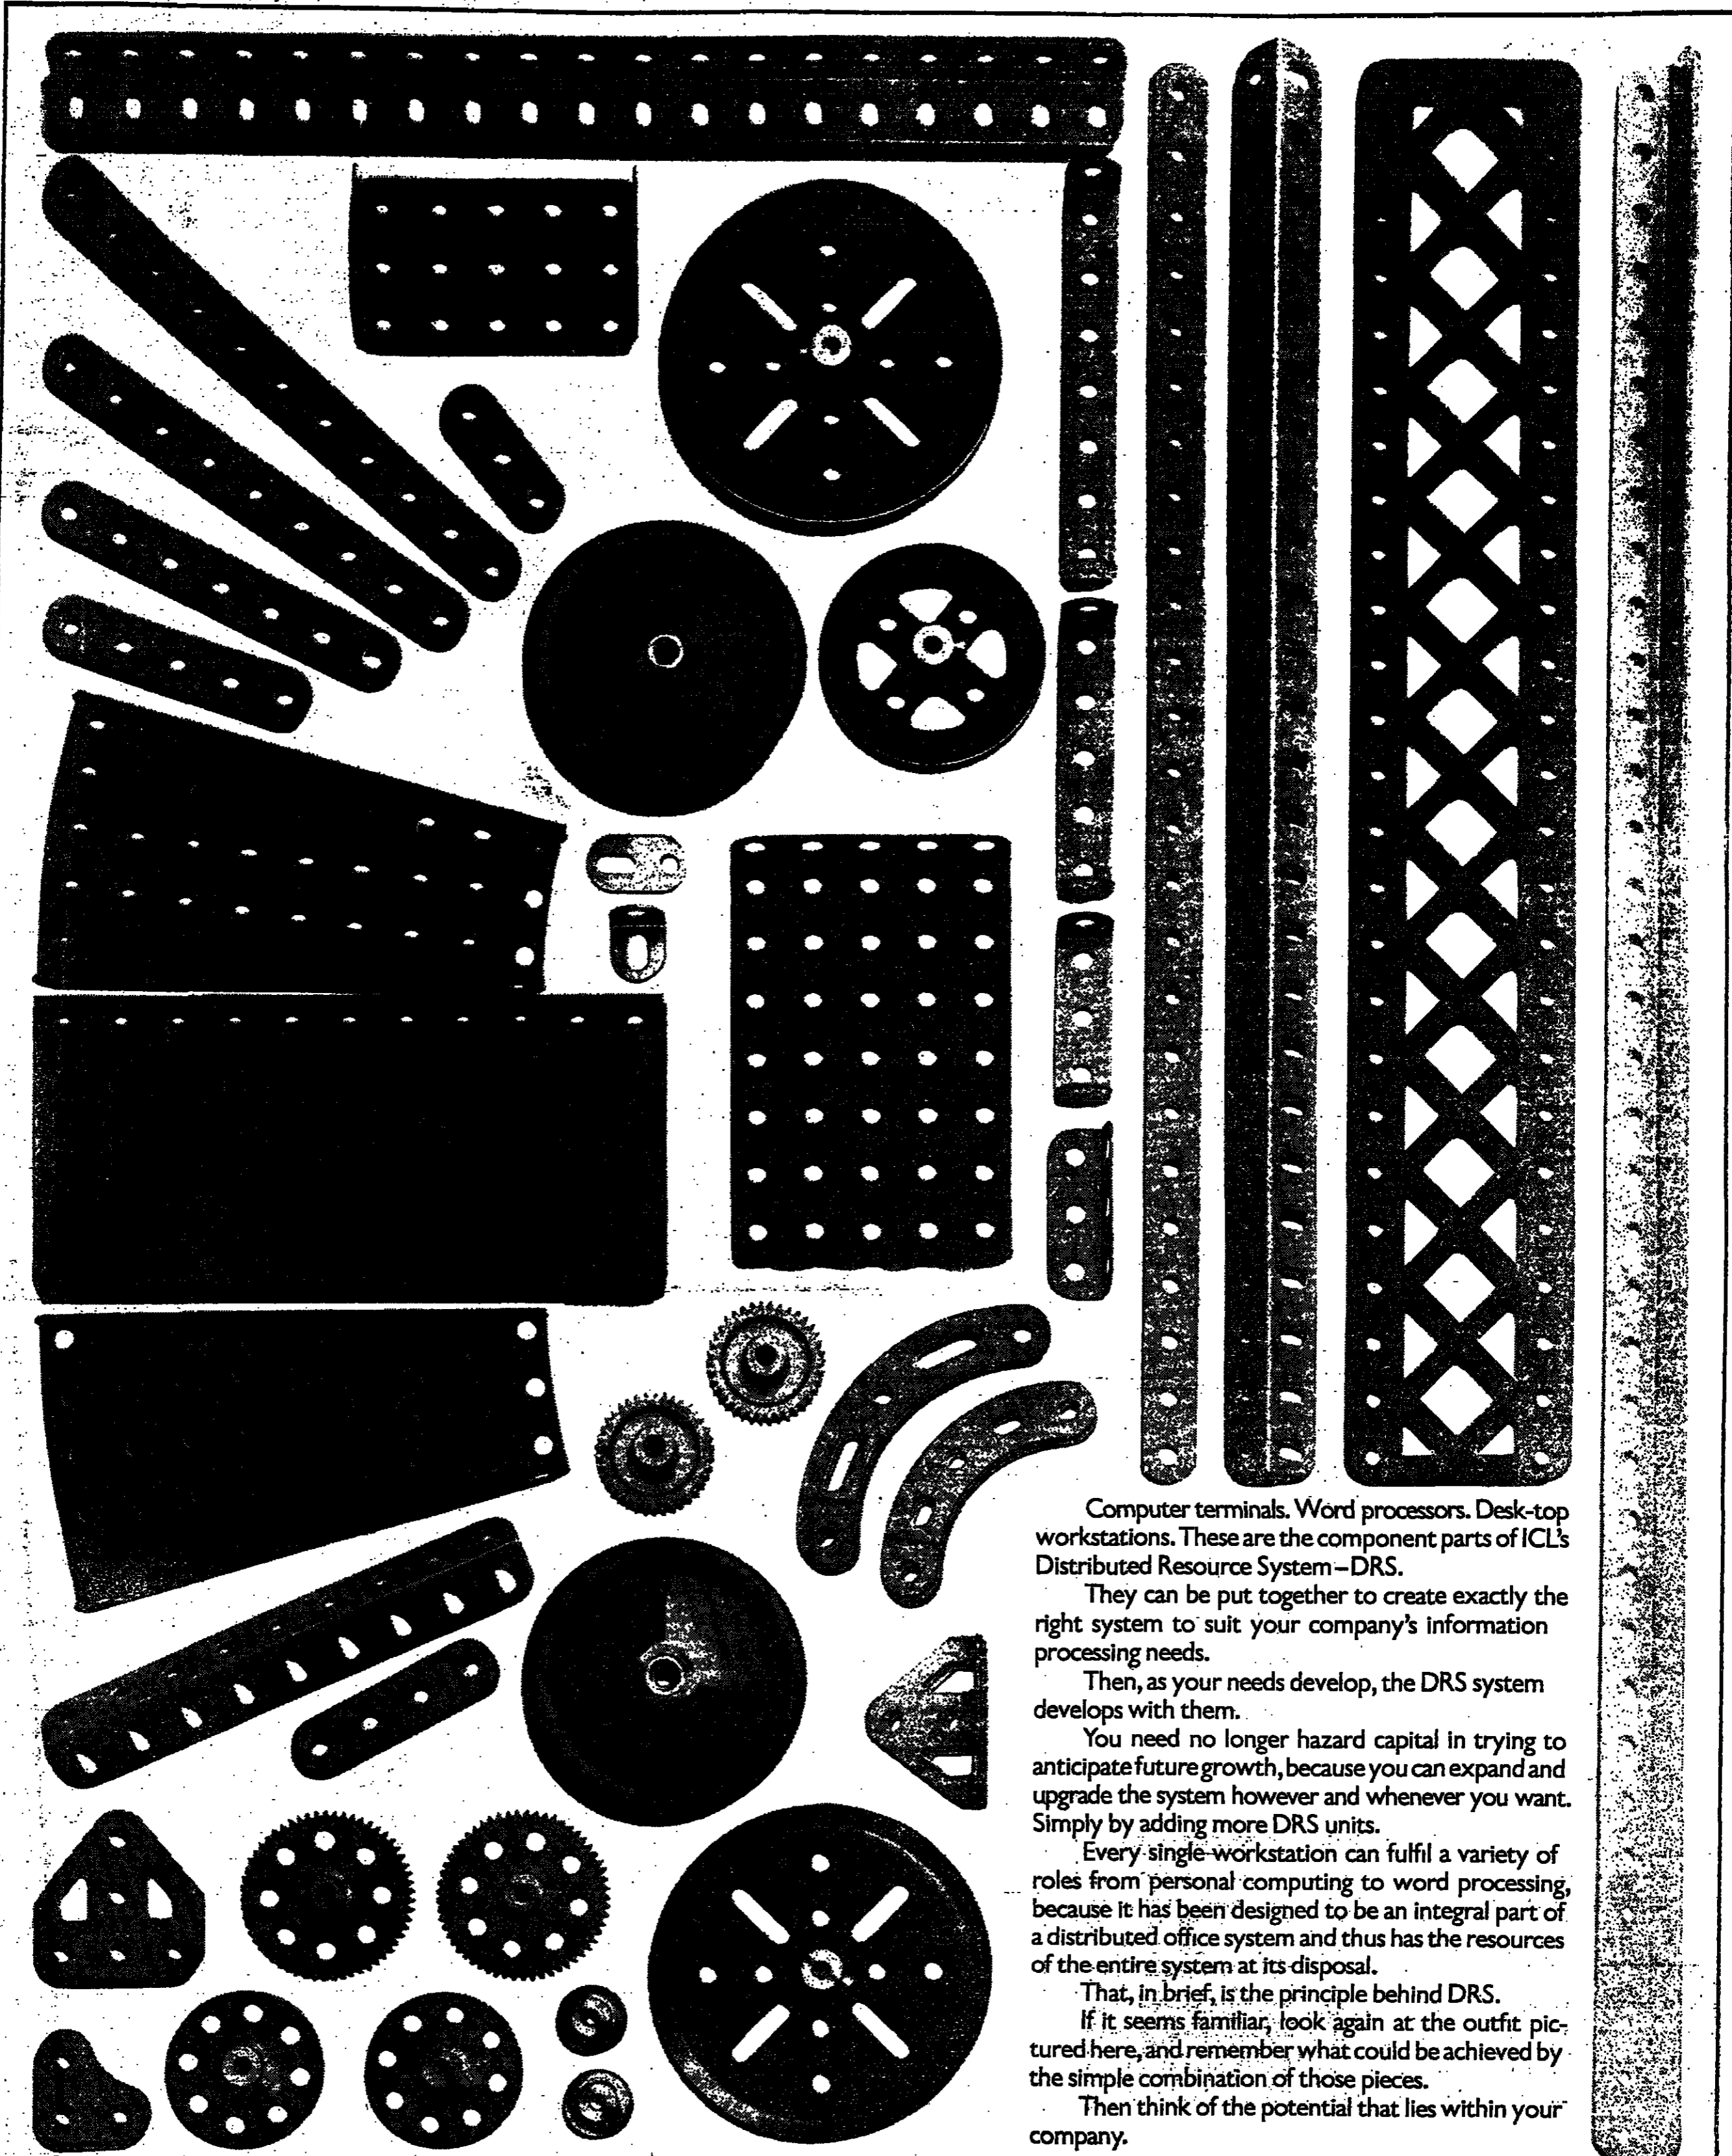 Computer terminals. Word processors. Desk-top
workstations. These are the component parts of ICL's
Distributed Resource System–DRS.
They can be put together to create exactly the
right system to suit your company's information
processing needs.
Then, as your needs develop, the DRS system
develops with them.
You need no longer hazard capital in trying to
anticipate future growth, because you can expand and
upgrade the system however and whenever you want.
Simply by adding more DRS units.
Every single workstation can fulfil a variety of
roles from personal computing to word processing,
because it has been designed to be an integral part of
a distributed office system and thus has the resources
of the entire system at its disposal.
That, in brief, is the principle behind DRS.
If it seems familiar, look again at the outfit pic-
tured here, and remember what could be achieved by
the simple combination of those pieces.
Then think of the potential that lies within your
company.